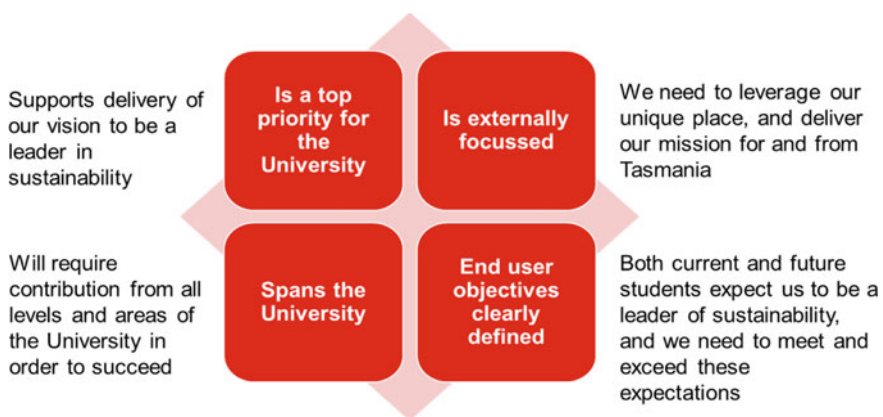 Supports delivery of
our vision to be a
leader in
sustainability
Is a top
priority for
the
University
Is externally
focussed
We need to leverage our
unique place, and deliver
our mission for and from
Tasmania
Will require
contribution from all
levels and areas of
the University in
order to succeed
Spans the
University
End user
objectives
clearly
defined
Both current and future
students expect us to be a
leader of sustainability,
and we need to meet and
exceed these
expectations